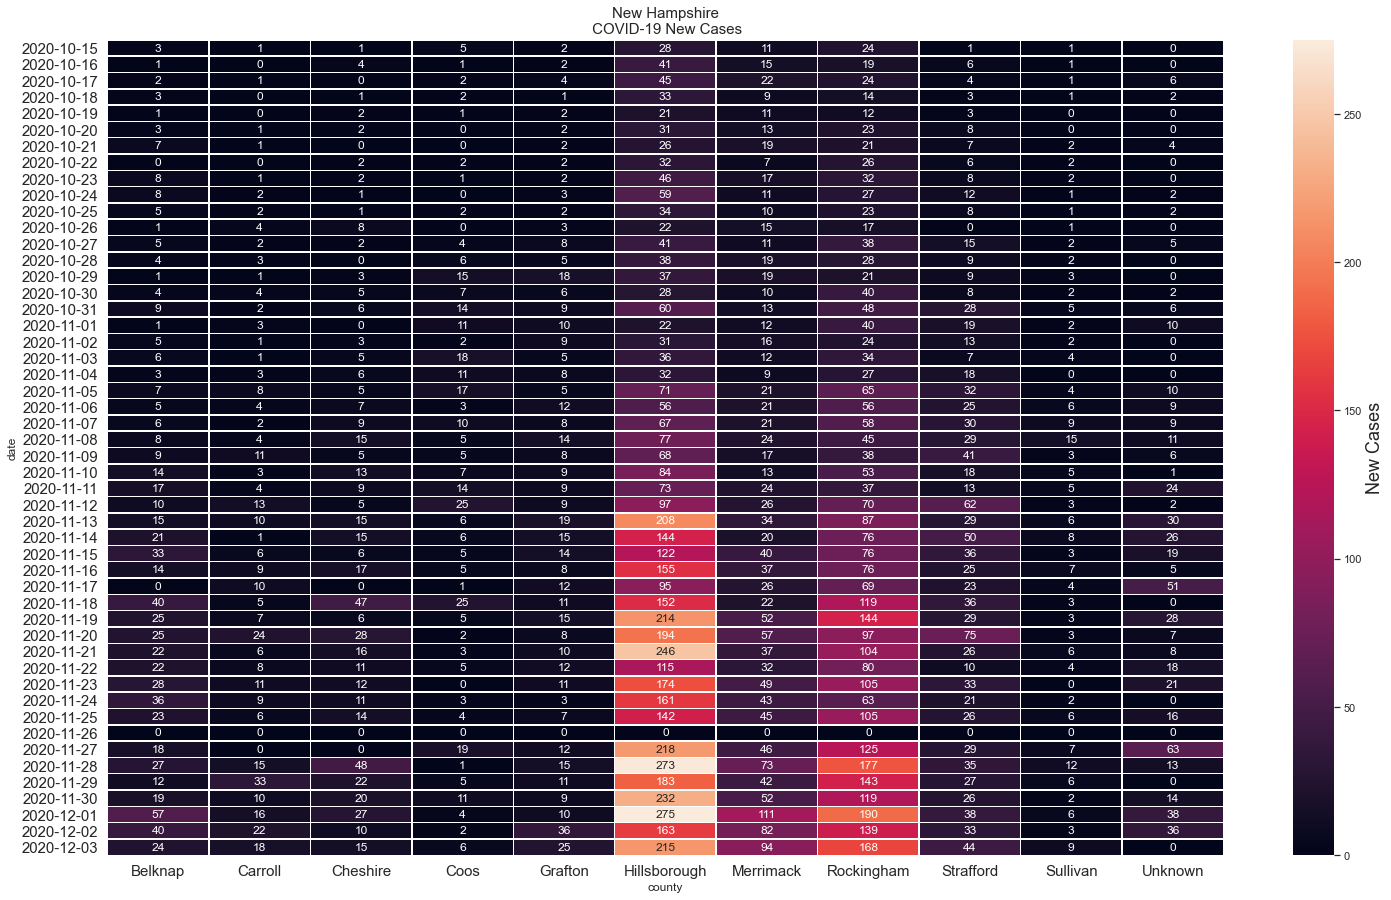 New Hampshire
COVID-19 New Cases
2020-10-15 3 1 1 5 2 28 11 24 1 1 0
2020-10-16 1 0 4 1 2 41 15 19 6 1 0
2020-10-17 2 1 0 2 4 45 22 24 4 1 6
2020-10-18 3 0 1 2 1 33 9 14 3 1 2
2020-10-19 1 0 2 1 2 21 11 12 3 0 0
2020-10-20 3 1 2 0 2 31 13 23 8 0 0
2020-10-21 7 1 0 0 2 26 19 21 7 2 4
2020-10-22 0 0 2 2 2 32 7 26 6 2 0
2020-10-23 8 1 2 1 2 46 17 32 8 2 0
2020-10-24 8 2 1 0 3 59 11 27 12 1 2
2020-10-25 5 2 1 2 2 34 10 23 8 1 2
2020-10-26 1 4 8 0 3 22 15 17 0 1 0
2020-10-27 5 2 2 4 8 41 11 38 15 2 5
2020-10-28 4 3 0 6 5 38 19 28 9 2 0
2020-10-29 1 1 3 15 18 37 19 21 9 3 0
2020-10-30 4 4 5 7 6 28 10 40 8 2 2
2020-10-31 9 2 6 14 9 60 13 48 28 5 6
2020-11-01 1 3 0 11 10 22 12 40 19 2 10
2020-11-02 5 1 3 2 9 31 16 24 13 2 0
2020-11-03 6 1 5 18 5 36 12 34 7 4 0
2020-11-04 3 3 6 11 8 32 9 27 18 0 0
2020-11-05 7 8 5 17 5 71 21 65 32 4 10
2020-11-06 5 4 7 3 12 56 21 56 25 6 9
2020-11-07 6 2 9 10 8 67 21 58 30 9 9
2020-11-08 8 4 15 5 14 77 24 45 29 15 11
2020-11-09 9 11 5 5 8 68 17 38 41 3 6
2020-11-10 14 3 13 7 9 84 13 53 18 5 1
2020-11-11 17 4 9 14 9 73 24 37 13 5 24
2020-11-12 10 13 5 25 9 97 26 70 62 3 2
2020-11-13 15 10 15 6 19 208 34 87 29 6 30
2020-11-14 21 1 15 6 15 144 20 76 50 8 26
2020-11-15 33 6 6 5 14 122 40 76 36 3 19
2020-11-16 14 9 17 5 8 155 37 76 25 7 5
2020-11-17 0 10 0 1 12 95 26 69 23 4 51
2020-11-18 40 5 47 25 11 152 22 119 36 3 0
2020-11-19 25 7 6 5 15 214 52 144 29 3 28
2020-11-20 25 24 28 2 8 194 57 97 75 3 7
2020-11-21 22 6 16 3 10 246 37 104 26 6 8
2020-11-22 22 8 11 5 12 115 32 80 10 4 18
2020-11-23 28 11 12 0 11 174 49 105 33 0 21
2020-11-24 36 9 11 3 3 161 43 63 21 2 0
2020-11-25 23 6 14 4 7 142 45 105 26 6 16
2020-11-26 0 0 0 0 0 0 0 0 0 0 0
2020-11-27 18 0 0 19 12 218 46 125 29 7 63
2020-11-28 27 15 48 1 15 273 73 177 35 12 13
2020-11-29 12 33 22 5 11 183 42 143 27 6 0
2020-11-30 19 10 20 11 9 232 52 119 26 2 14
2020-12-01 57 16 27 4 10 275 111 190 38 6 38
2020-12-02 40 22 10 2 36 163 82 139 33 3 36
2020-12-03 24 18 15 6 25 215 94 168 44 9 0
Belknap Carroll Cheshire Coos Grafton Hillsborough Merrimack Rockingham Strafford Sullivan Unknown
county
date
250
200
150
100
50
0
New Cases